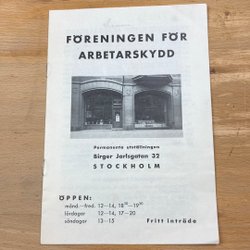 FÖRENINGEN FÖR
ARBETARSKYDD
Permanenta utställningen
Birger Jarlsgatan 32
STOCKHOLM
ÖPPEN:
månd.-fred. 12—14, 18³⁰—19³⁰
lördagar 12—14, 17—20
söndagar 13—15 Fritt inträde